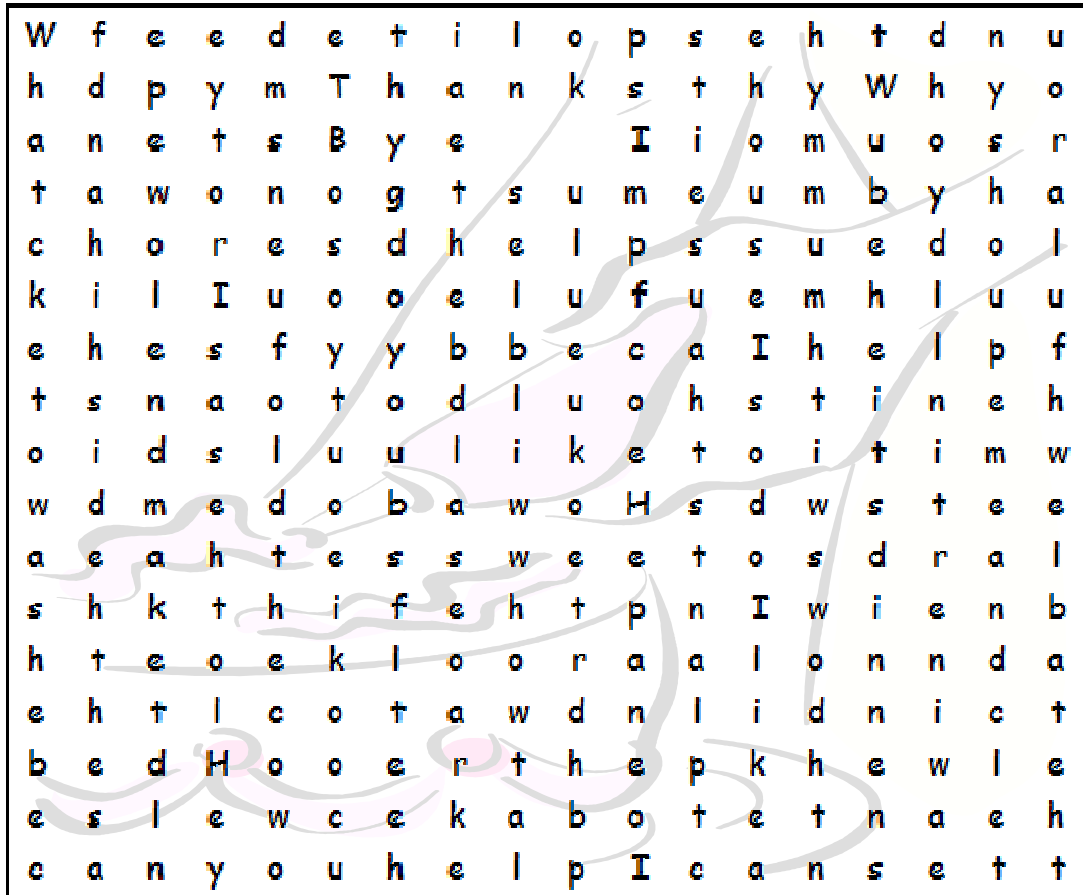 W f e e d e t i l o p s e h t d n u
h d p y m T h a n k s t h y W h y o
a n e t s B y e I i o m u o s r
t a w o n o g t s u m e u m b y h a
c h o r e s d h e l p s s u e d o l
k i l I u o o e l u f u e m h l u u
e h e s f y y b b e c a I h e l p f
t s n a o t o d l u o h s t i n e h
o i d s l u u l i k e t o i t i m w
w d m e d o b a w o H s d w s t e e
a e a h t e s s w e e t o s d r a l
s h k t h i f e h t p n I w i e n b
h t e o e k l o o r a a l o n n d a
e h t l c o t a w d n l i d n i c t
b e d H o o e r t h e p k h e w l e
e s l e w c e k a b o t e t n a e h
c a n y o u h e l p I c a n s e t t